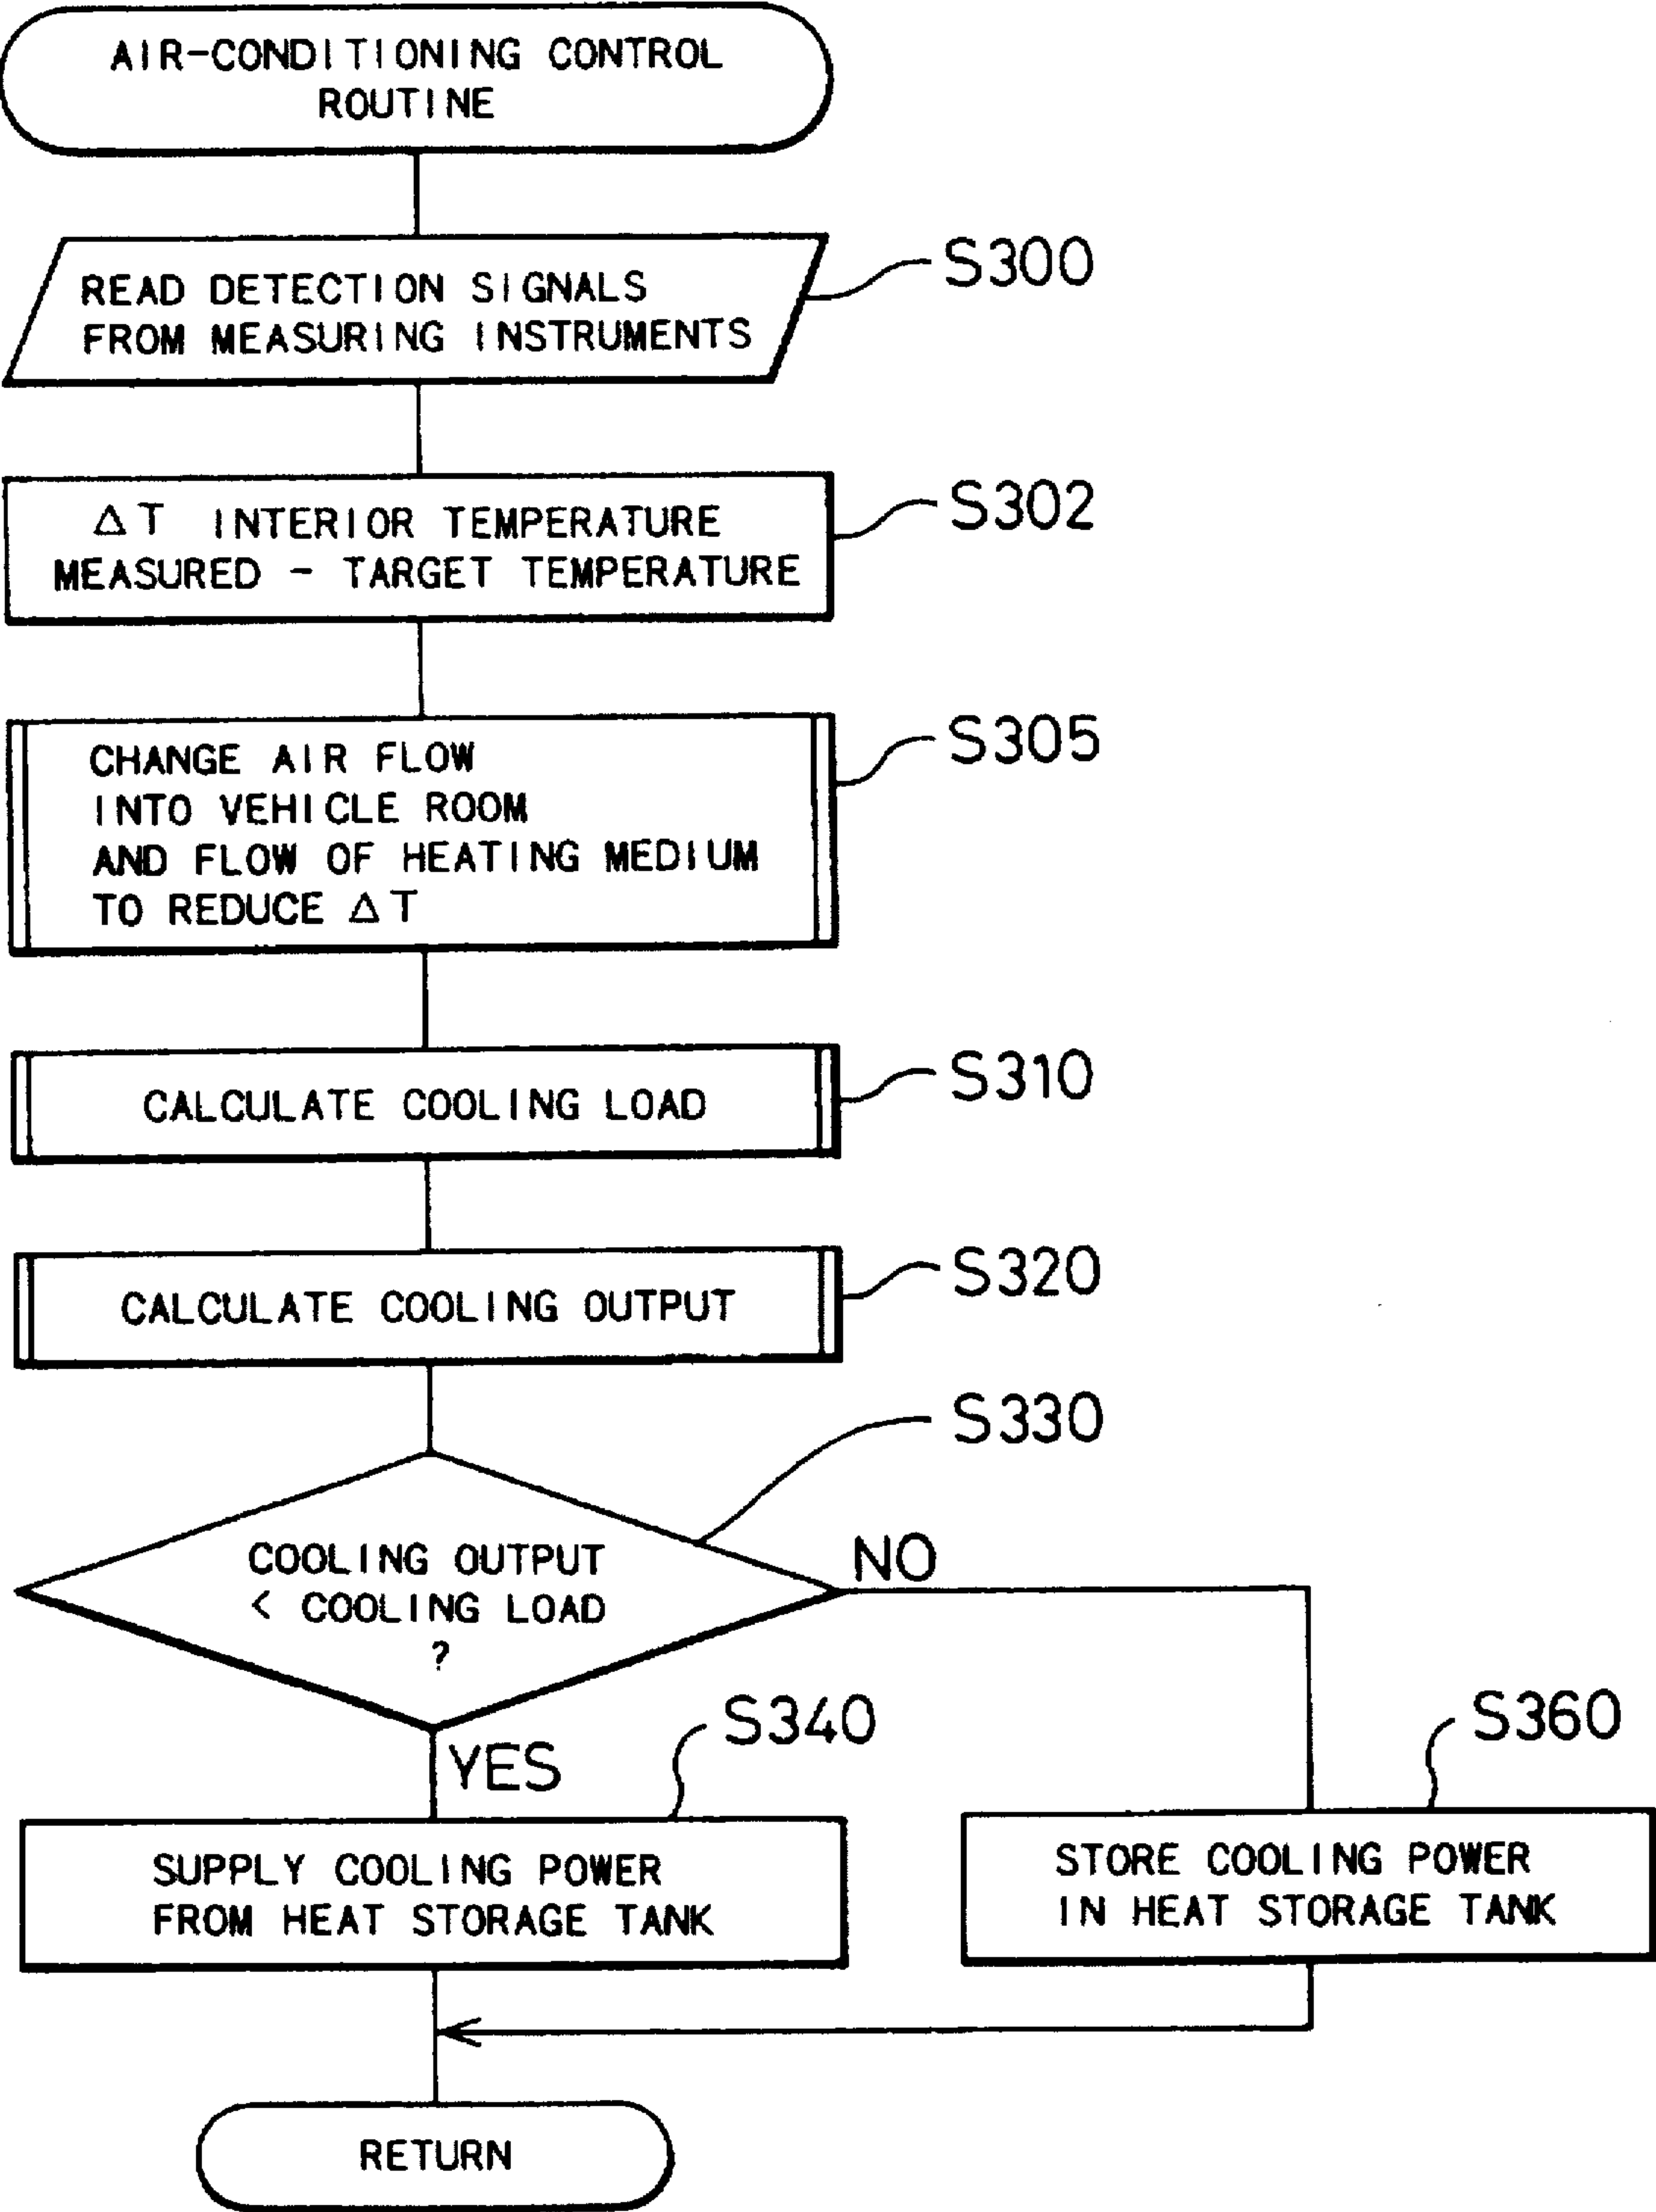 AIR-CONDITIONING CONTROL
ROUTINE
READ DETECTION SIGNALS
FROM MEASURING INSTRUMENTS
S300
ΔT INTERIOR TEMPERATURE
MEASURED - TARGET TEMPERATURE
S302
CHANGE AIR FLOW
INTO VEHICLE ROOM
AND FLOW OF HEATING MEDIUM
TO REDUCE ΔT
S305
CALCULATE COOLING LOAD
S310
CALCULATE COOLING OUTPUT
S320
S330
COOLING OUTPUT
< COOLING LOAD
?
NO
YES
S340
S360
SUPPLY COOLING POWER
FROM HEAT STORAGE TANK
STORE COOLING POWER
IN HEAT STORAGE TANK
RETURN